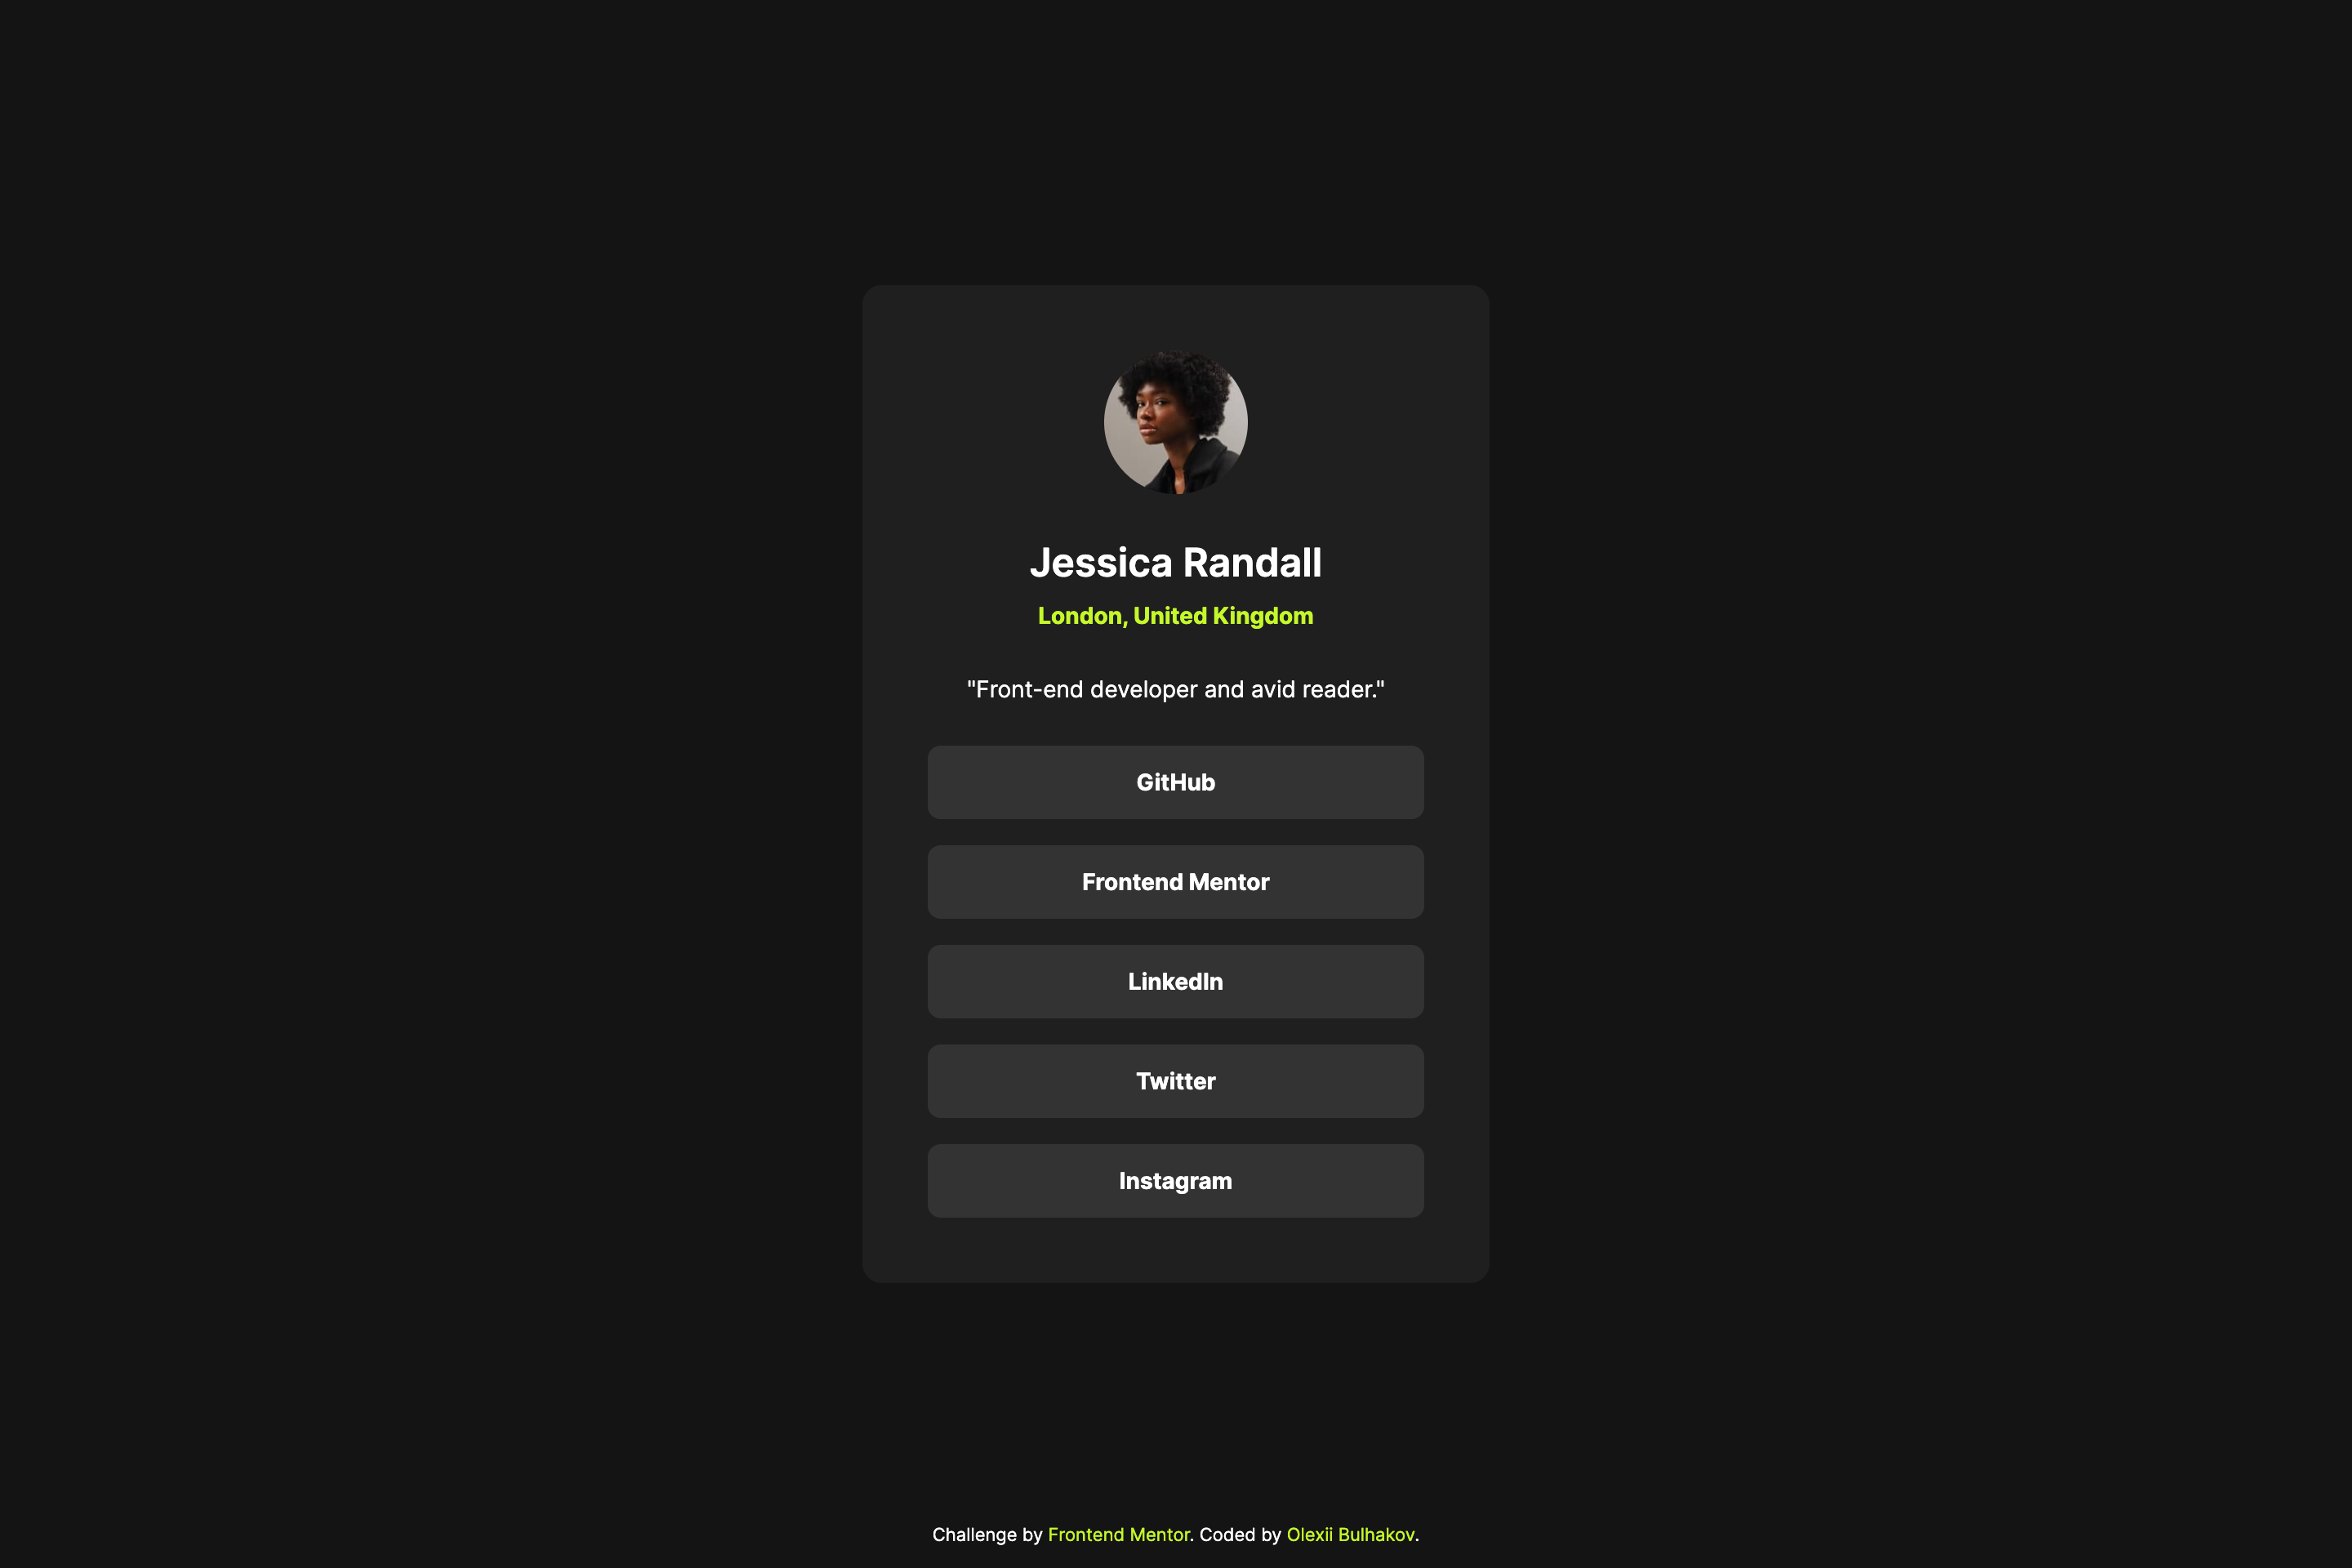 Jessica Randall
London, United Kingdom
"Front-end developer and avid reader."
GitHub
Frontend Mentor
LinkedIn
Twitter
Instagram
Challenge by Frontend Mentor. Coded by Olexii Bulhakov.